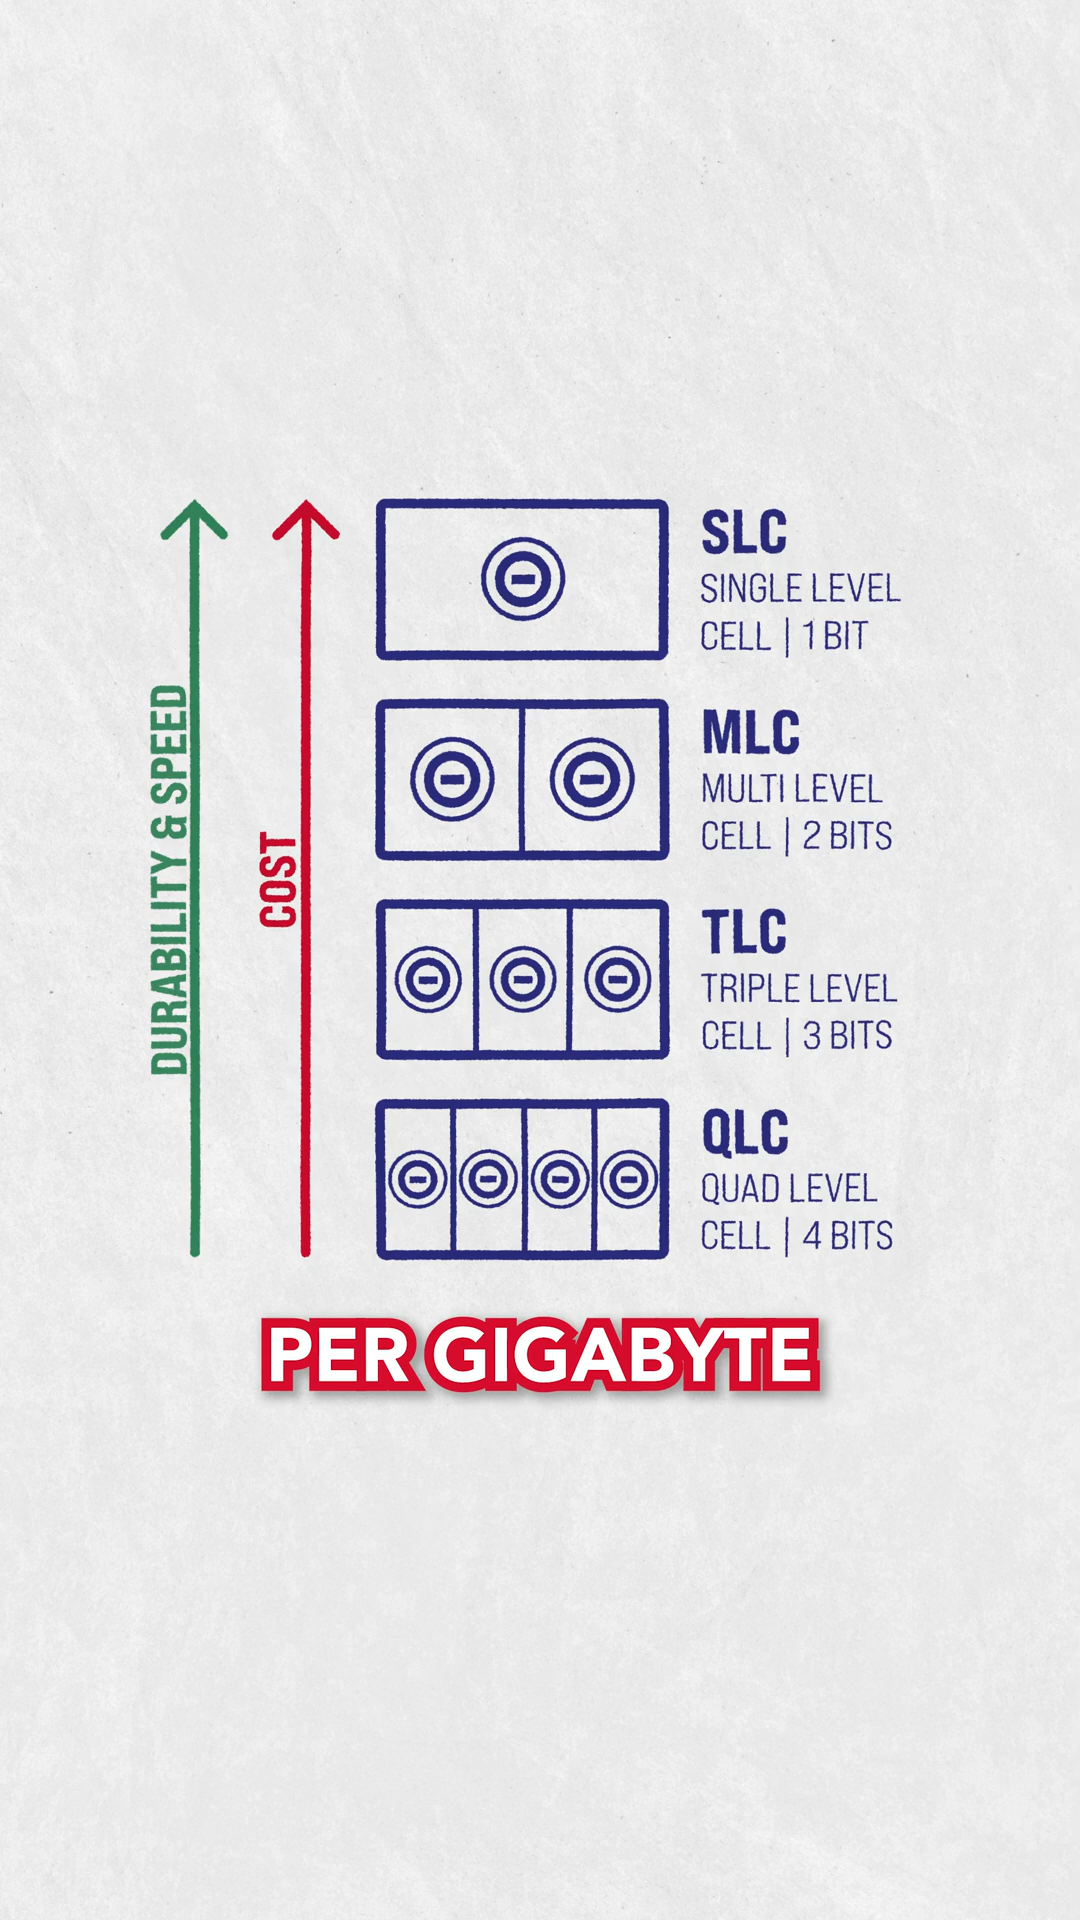 DURABILITY & SPEED
COST
SLC
SINGLE LEVEL
CELL | 1 BIT
MLC
MULTI LEVEL
CELL | 2 BITS
TLC
TRIPLE LEVEL
CELL | 3 BITS
QLC
QUAD LEVEL
CELL | 4 BITS
PER GIGABYTE